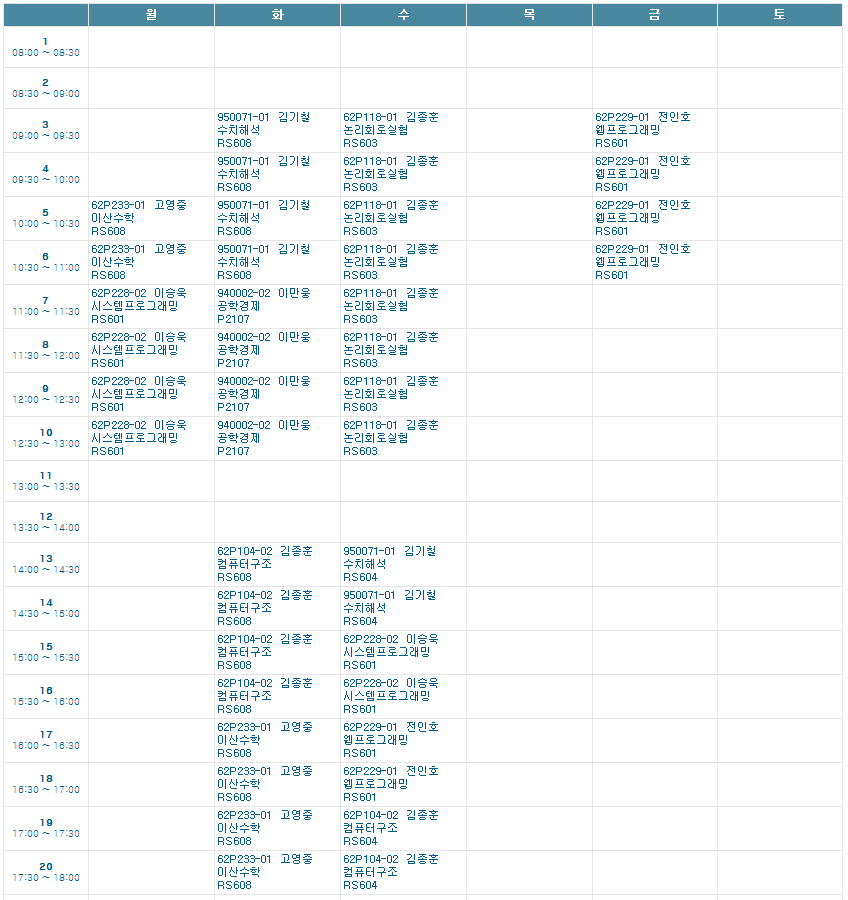 월 화 수 목 금 토
1
08:00 ~ 08:30
2
08:30 ~ 09:00
3
09:00 ~ 09:30
950071-01 김기철
수치해석
RS608
62P118-01 김종훈
논리회로실험
RS603
62P229-01 전인호
웹프로그래밍
RS601
4
09:30 ~ 10:00
950071-01 김기철
수치해석
RS608
62P118-01 김종훈
논리회로실험
RS603
62P229-01 전인호
웹프로그래밍
RS601
5
10:00 ~ 10:30
62P233-01 고영중
이산수학
RS608
950071-01 김기철
수치해석
RS608
62P118-01 김종훈
논리회로실험
RS603
62P229-01 전인호
웹프로그래밍
RS601
6
10:30 ~ 11:00
62P233-01 고영중
이산수학
RS608
950071-01 김기철
수치해석
RS608
62P118-01 김종훈
논리회로실험
RS603
62P229-01 전인호
웹프로그래밍
RS601
7
11:00 ~ 11:30
62P228-02 이승욱
시스템프로그래밍
RS601
940002-02 이만웅
공학경제
P2107
62P118-01 김종훈
논리회로실험
RS603
8
11:30 ~ 12:00
62P228-02 이승욱
시스템프로그래밍
RS601
940002-02 이만웅
공학경제
P2107
62P118-01 김종훈
논리회로실험
RS603
9
12:00 ~ 12:30
62P228-02 이승욱
시스템프로그래밍
RS601
940002-02 이만웅
공학경제
P2107
62P118-01 김종훈
논리회로실험
RS603
10
12:30 ~ 13:00
62P228-02 이승욱
시스템프로그래밍
RS601
940002-02 이만웅
공학경제
P2107
62P118-01 김종훈
논리회로실험
RS603
11
13:00 ~ 13:30
12
13:30 ~ 14:00
13
14:00 ~ 14:30
62P104-02 김종훈
컴퓨터구조
RS608
950071-01 김기철
수치해석
RS604
14
14:30 ~ 15:00
62P104-02 김종훈
컴퓨터구조
RS608
950071-01 김기철
수치해석
RS604
15
15:00 ~ 15:30
62P104-02 김종훈
컴퓨터구조
RS608
62P228-02 이승욱
시스템프로그래밍
RS601
16
15:30 ~ 16:00
62P104-02 김종훈
컴퓨터구조
RS608
62P228-02 이승욱
시스템프로그래밍
RS601
17
16:00 ~ 16:30
62P233-01 고영중
이산수학
RS608
62P229-01 전인호
웹프로그래밍
RS601
18
16:30 ~ 17:00
62P233-01 고영중
이산수학
RS608
62P229-01 전인호
웹프로그래밍
RS601
19
17:00 ~ 17:30
62P233-01 고영중
이산수학
RS608
62P104-02 김종훈
컴퓨터구조
RS604
20
17:30 ~ 18:00
62P233-01 고영중
이산수학
RS608
62P104-02 김종훈
컴퓨터구조
RS604